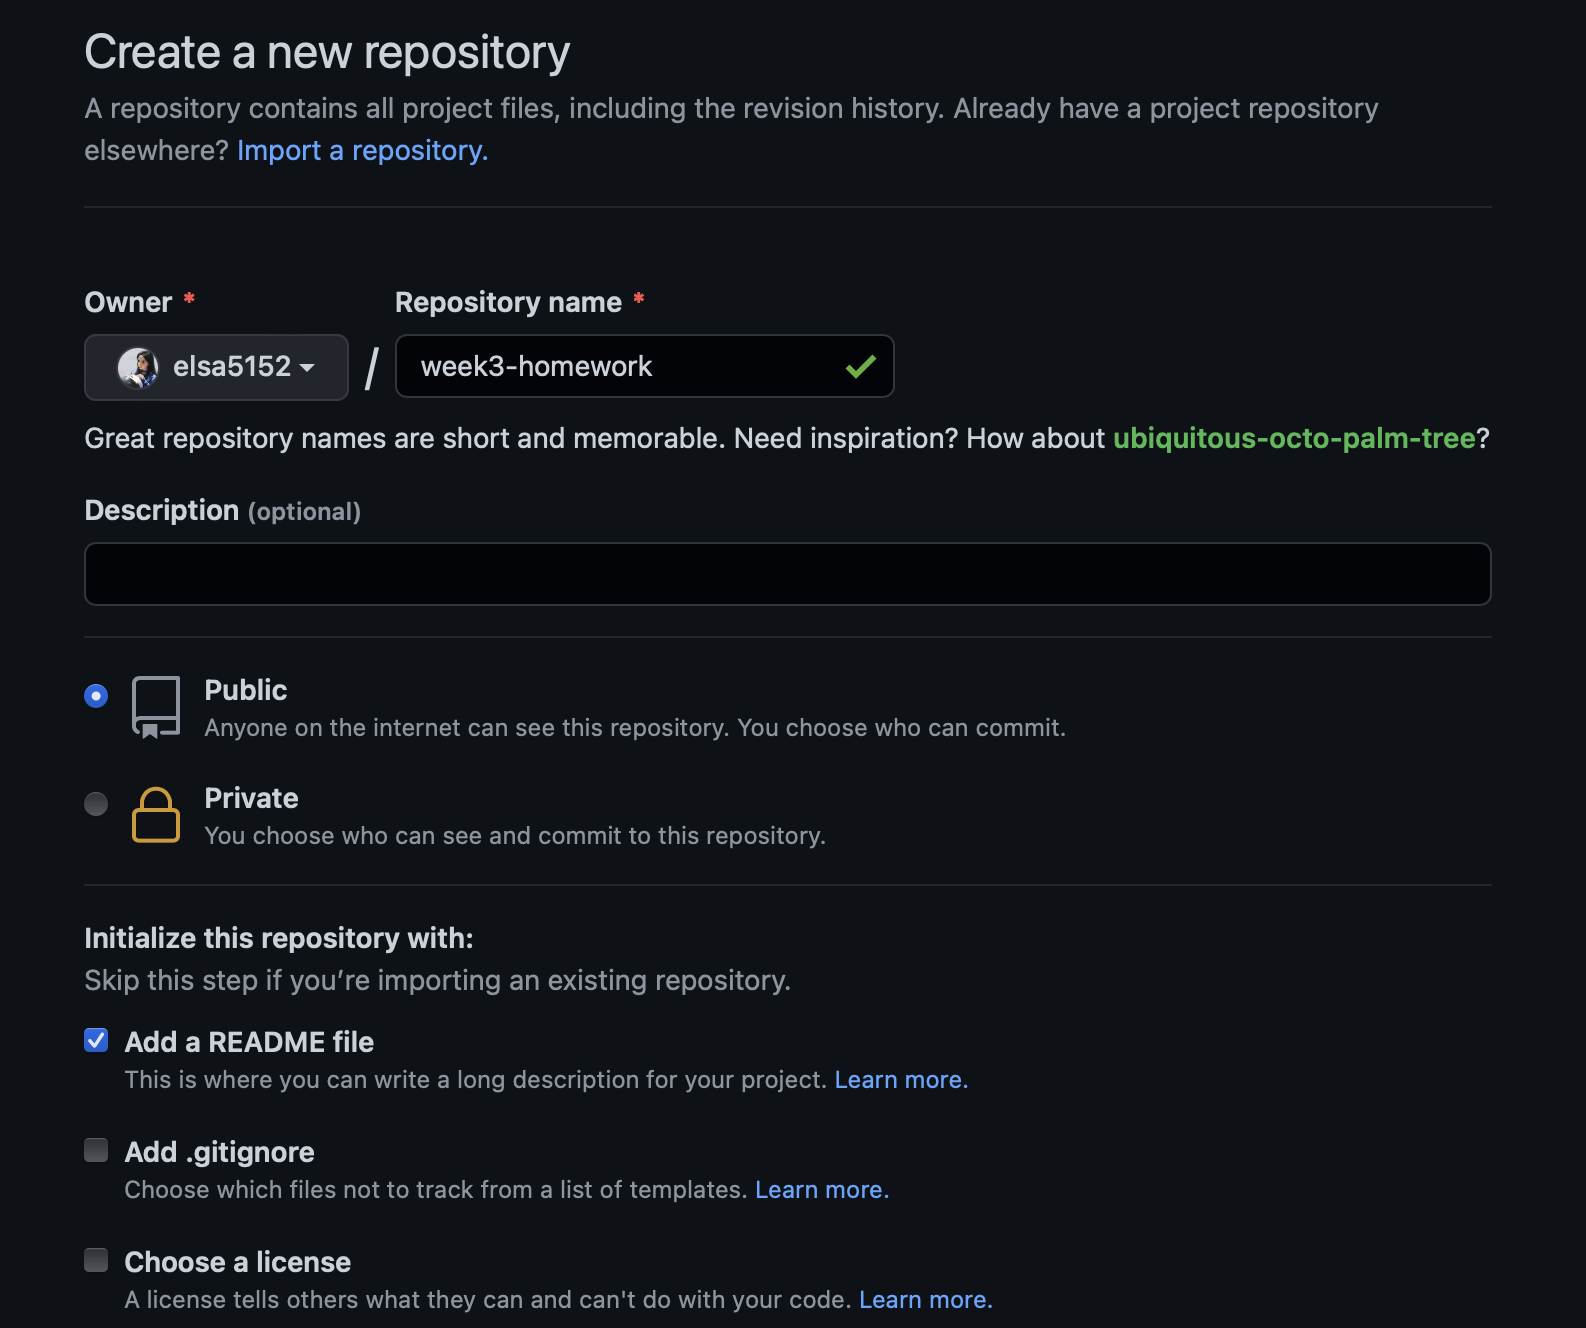 Create a new repository
A repository contains all project files, including the revision history. Already have a project repository
elsewhere? Import a repository.
Owner * Repository name *
elsa5152 / week3-homework
Great repository names are short and memorable. Need inspiration? How about ubiquitous-octo-palm-tree?
Description (optional)
Public
Anyone on the internet can see this repository. You choose who can commit.
Private
You choose who can see and commit to this repository.
Initialize this repository with:
Skip this step if you’re importing an existing repository.
Add a README file
This is where you can write a long description for your project. Learn more.
Add .gitignore
Choose which files not to track from a list of templates. Learn more.
Choose a license
A license tells others what they can and can't do with your code. Learn more.